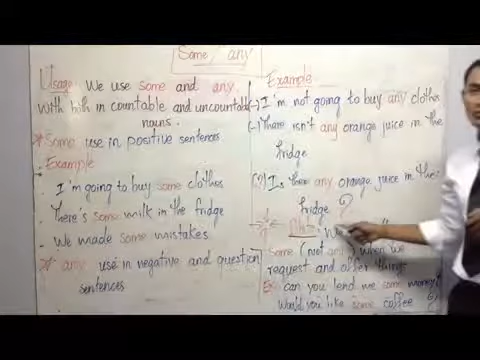 Some / any
Usage: We use some and any
with both in countable and uncountable
nouns.
* Some use in positive sentences
- Example
. I'm going to buy some clothes
. There's some milk in the fridge
- We made some mistakes
* any use in negative and question
sentences
Example
(-) I'm not going to buy any clothes
(-) There isn't any orange juice in the
fridge
(?) Is there any orange juice in the
fridge ?
Some (not any) when we
request and offer things
Ex: can you lend me some money?
Would you like some coffee ?